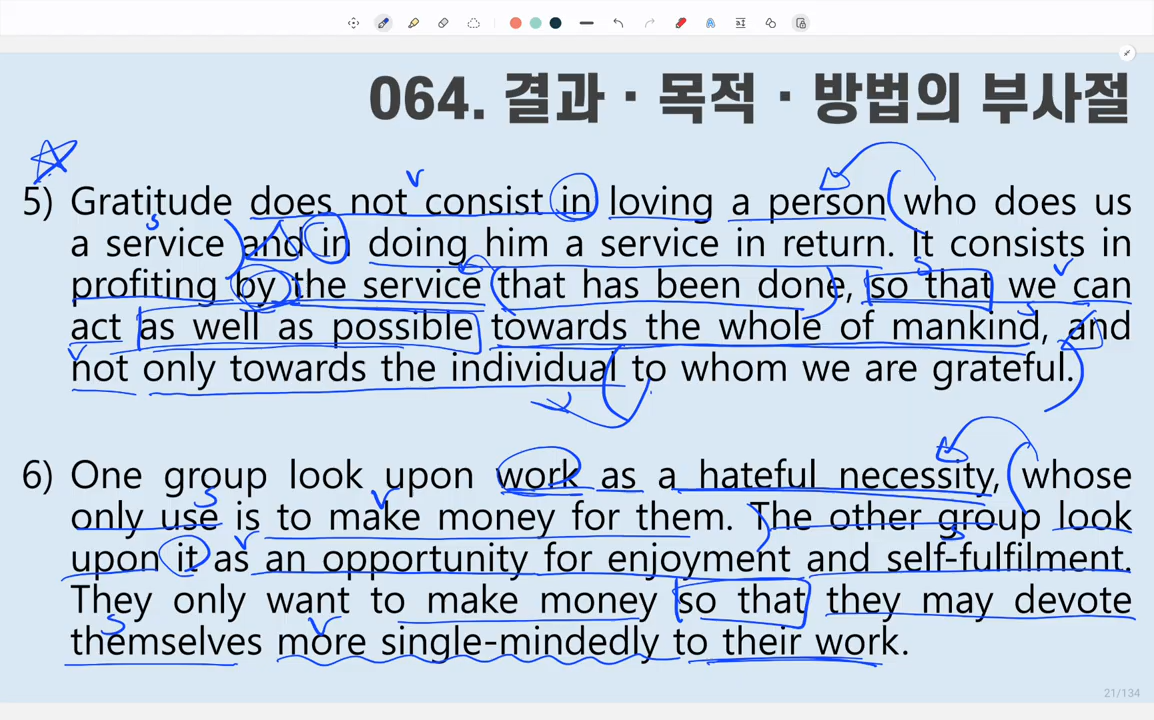 064. 결과 · 목적 · 방법의 부사절
5) Gratitude does not consist in loving a person who does us
a service and in doing him a service in return. It consists in
profiting by the service that has been done, so that we can
act as well as possible towards the whole of mankind, and
not only towards the individual to whom we are grateful.
6) One group look upon work as a hateful necessity, whose
only use is to make money for them. The other group look
upon it as an opportunity for enjoyment and self-fulfilment.
They only want to make money so that they may devote
themselves more single-mindedly to their work.
21/134